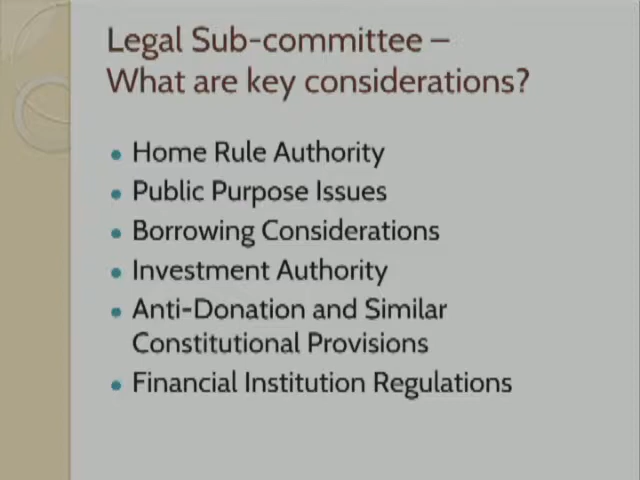 Legal Sub-committee –
What are key considerations?
• Home Rule Authority
• Public Purpose Issues
• Borrowing Considerations
• Investment Authority
• Anti-Donation and Similar
Constitutional Provisions
• Financial Institution Regulations